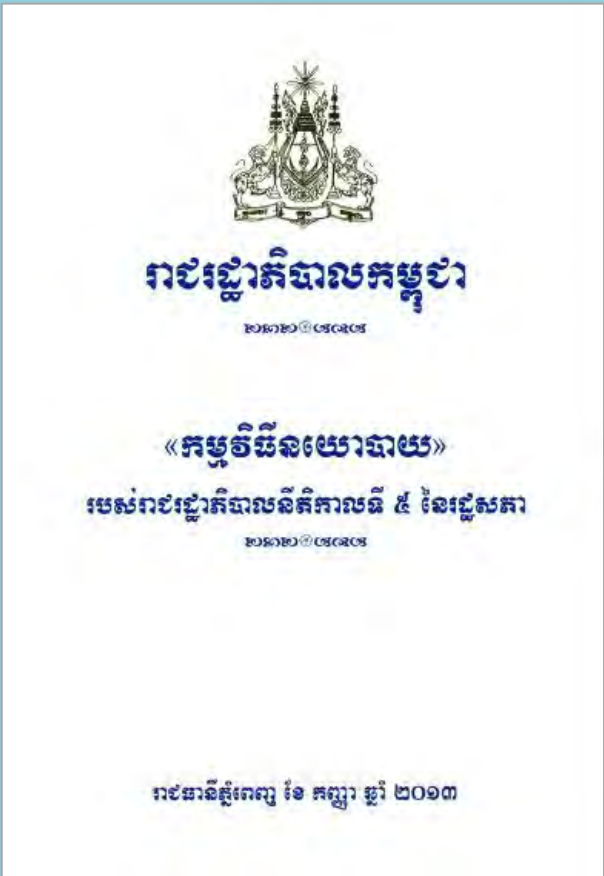 រាជរដ្ឋាភិបាលកម្ពុជា
«កម្មវិធីនយោបាយ»
របស់រាជរដ្ឋាភិបាលនីតិកាលទី ៥ នៃរដ្ឋសភា
រាជធានីភ្នំពេញ ខែ កញ្ញា ឆ្នាំ ២០១៣